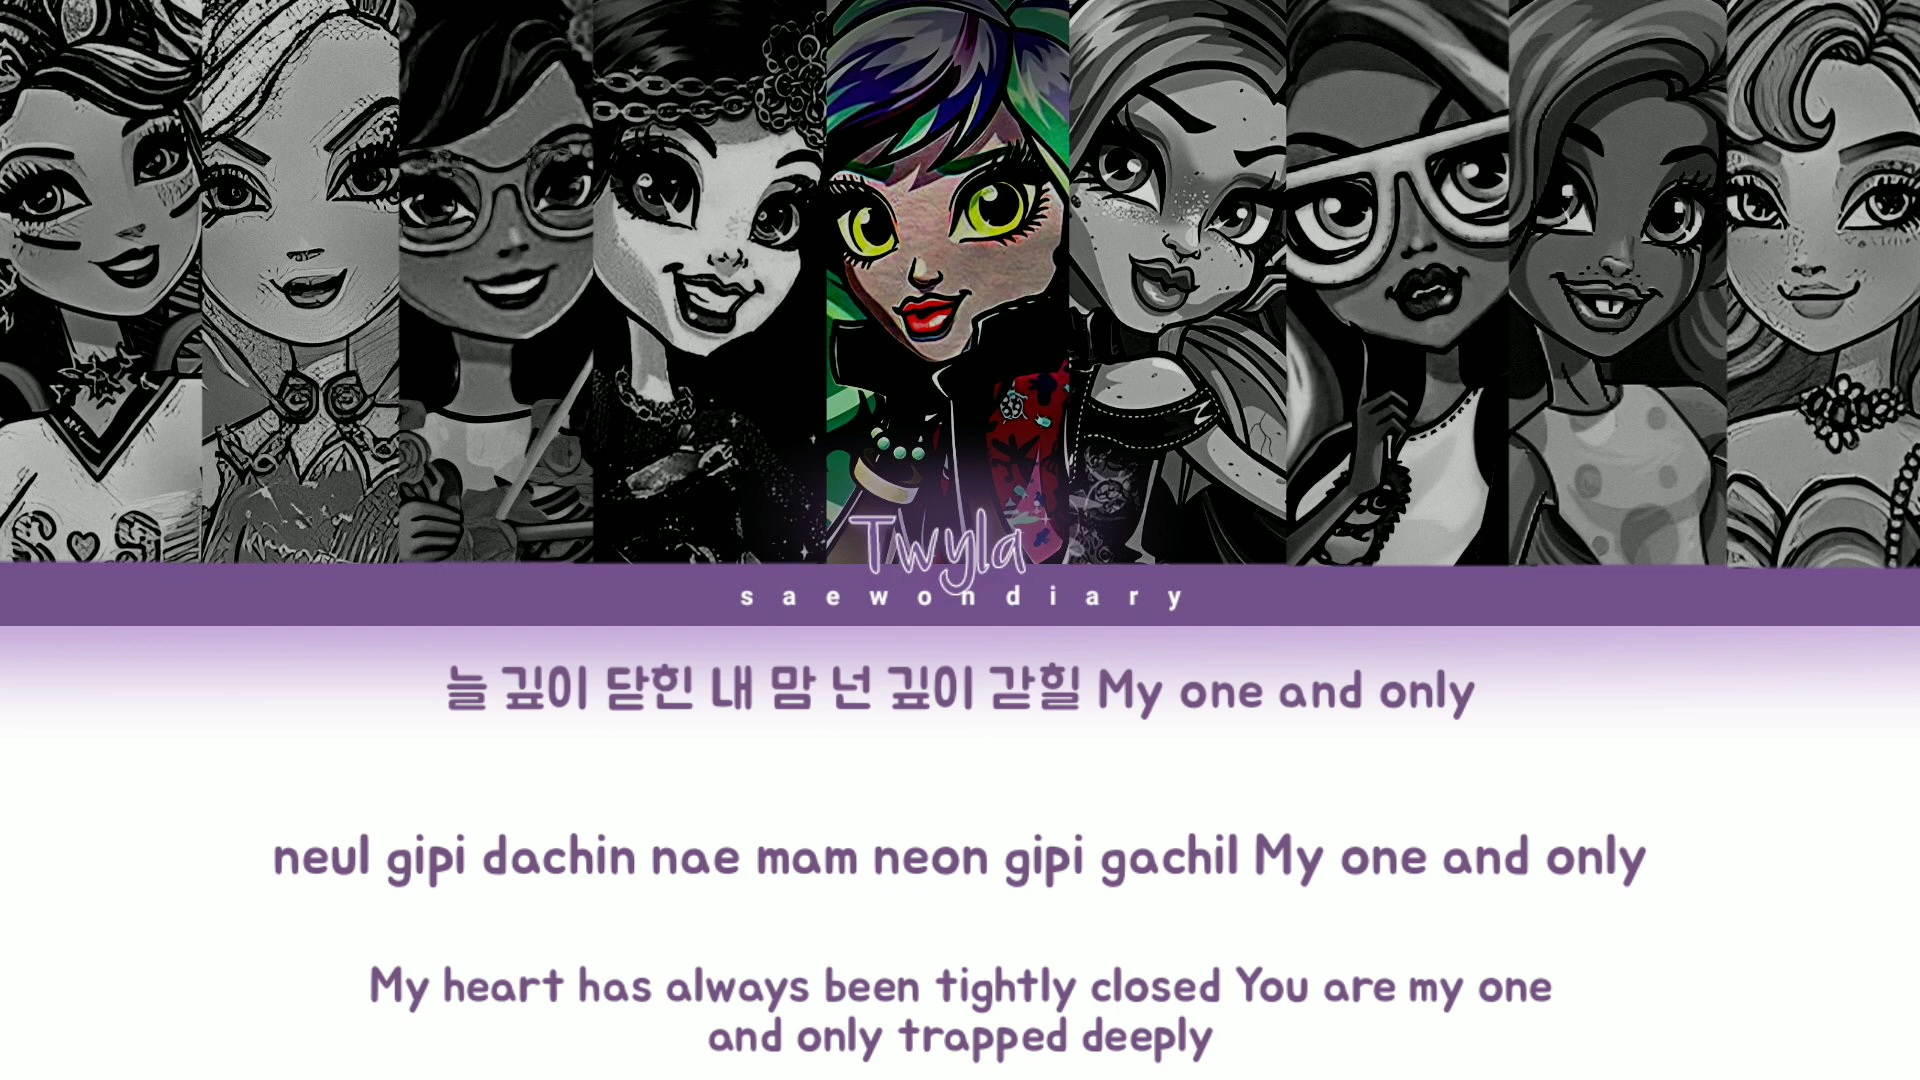 Twyla
saewondiary
늘 깊이 닫힌 내 맘 넌 깊이 갇힐 My one and only
neul gipi dachin nae mam neon gipi gachil My one and only
My heart has always been tightly closed You are my one
and only trapped deeply